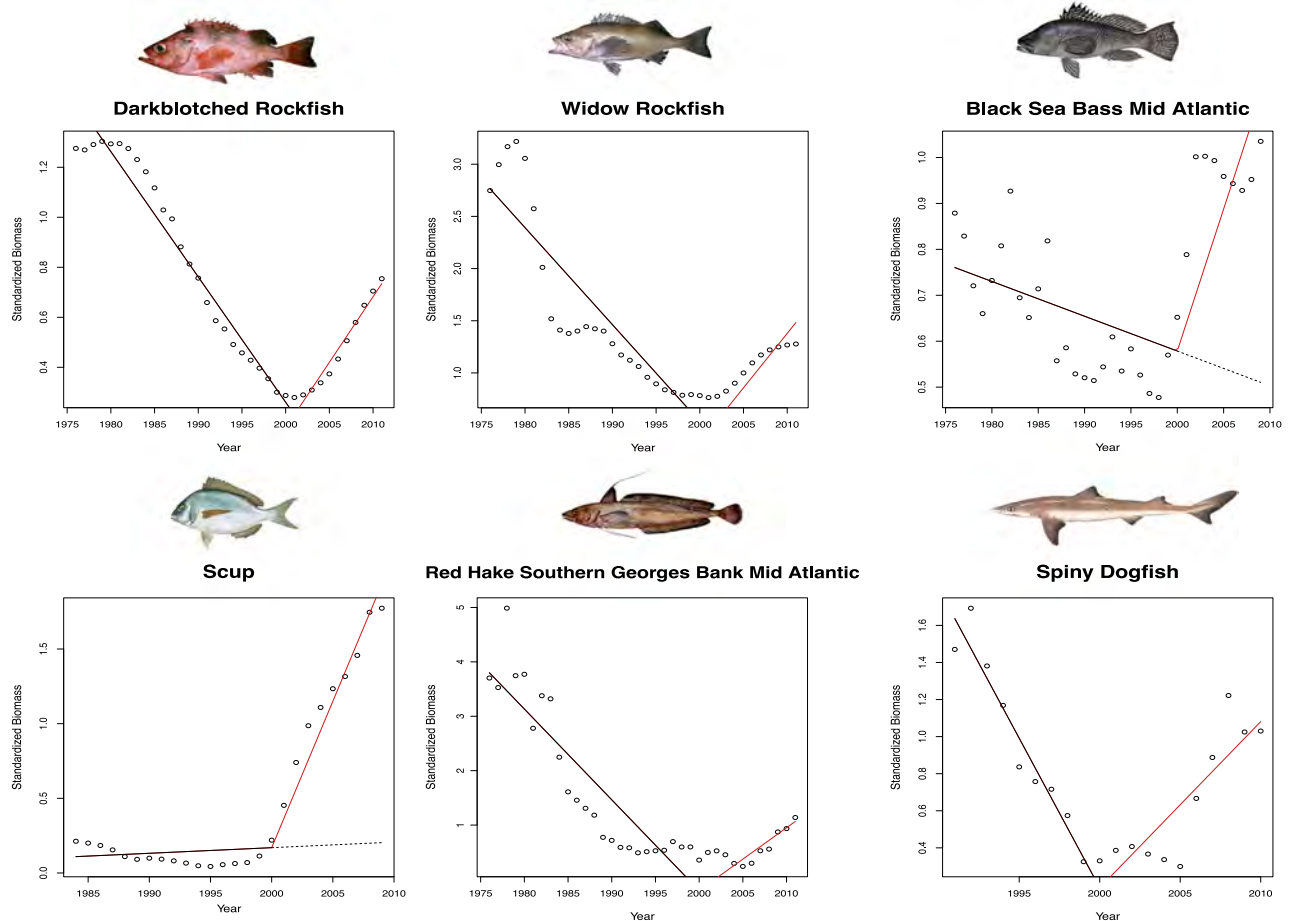 Darkblotched Rockfish
Widow Rockfish
Black Sea Bass Mid Atlantic
Standardized Biomass
0.4 0.6 0.8 1.0 1.2
1975 1980 1985 1990 1995 2000 2005 2010
Year
Standardized Biomass
1.0 1.5 2.0 2.5 3.0
1975 1980 1985 1990 1995 2000 2005 2010
Year
Standardized Biomass
0.5 0.6 0.7 0.8 0.9 1.0
1975 1980 1985 1990 1995 2000 2005 2010
Year
Scup
Red Hake Southern Georges Bank Mid Atlantic
Spiny Dogfish
Standardized Biomass
0.0 0.5 1.0 1.5
1985 1990 1995 2000 2005 2010
Year
Standardized Biomass
1 2 3 4 5
1975 1980 1985 1990 1995 2000 2005 2010
Year
Standardized Biomass
0.4 0.6 0.8 1.0 1.2 1.4 1.6
1995 2000 2005 2010
Year